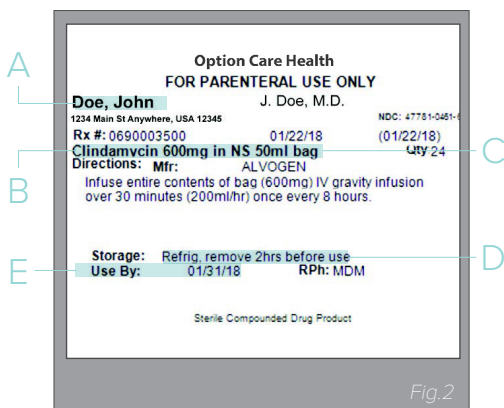 Option Care Health
FOR PARENTERAL USE ONLY
A
Doe, John J. Doe, M.D.
1234 Main St Anywhere, USA 12345 NDC: 47781-0461-
Rx #: 0690003500 01/22/18 (01/22/18)
B Clindamycin 600mg in NS 50ml bag Qty 24 C
Directions: Mfr: ALVOGEN
Infuse entire contents of bag (600mg) IV gravity infusion
over 30 minutes (200ml/hr) once every 8 hours.
Storage: Refrig, remove 2hrs before use D
E Use By: 01/31/18 RPh: MDM
Sterile Compounded Drug Product
Fig.2